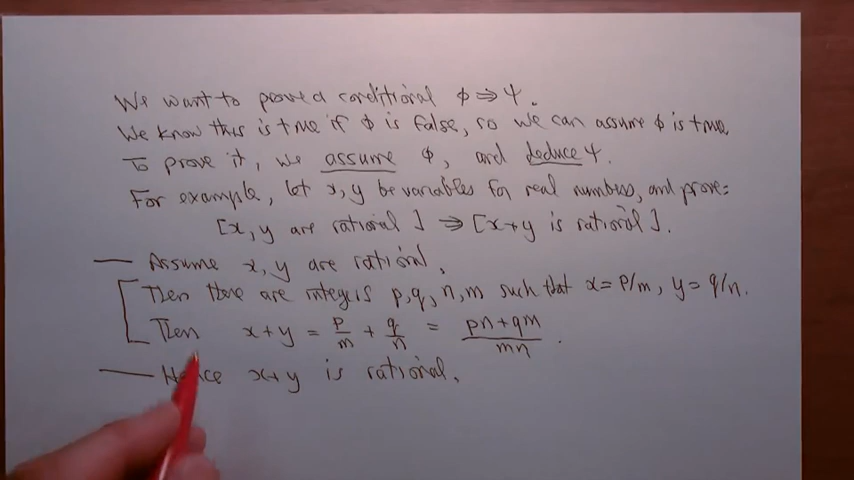 We want to prove a conditional ϕ ⇒ ψ.
We know this is true if ϕ is false, so we can assume ϕ is true.
To prove it, we assume ϕ, and deduce ψ.
For example, let x, y be variables for real numbers, and prove:
[x, y are rational] ⇒ [x+y is rational].
Assume x, y are rational.
Then there are integers p, q, n, m such that x = p/m, y = q/n.
Then x+y = p/m + q/n = (pn+qm)/mn.
Hence x+y is rational.